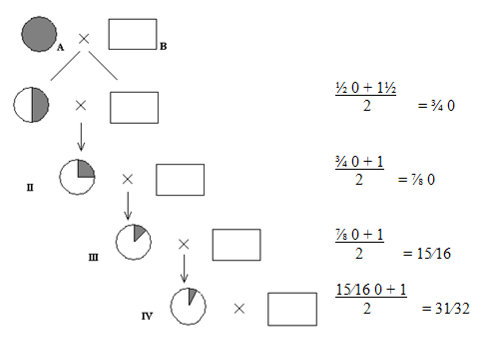 A × B
×
½ 0 + 1½
2 = ¾ 0
II ×
¾ 0 + 1
2 = ⅞ 0
III ×
⅞ 0 + 1
2 = 15⁄16
IV ×
15⁄16 0 + 1
2 = 31⁄32